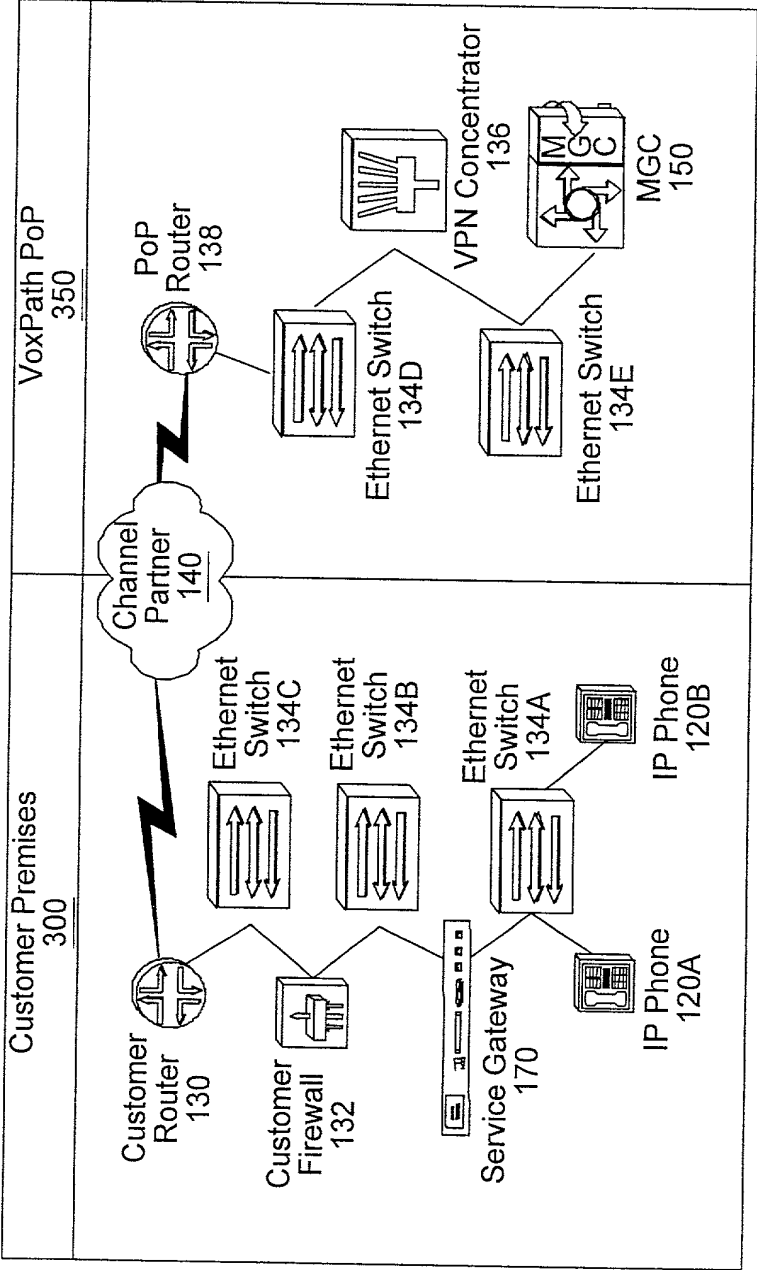 Customer Premises
300
VoxPath PoP
350
Customer
Router
130
Channel
Partner
140
PoP
Router
138
Ethernet
Switch
134C
Customer
Firewall
132
Ethernet
Switch
134B
Ethernet Switch
134D
VPN Concentrator
136
Service Gateway
170
Ethernet
Switch
134A
Ethernet Switch
134E
MGC
MGC
150
IP Phone
120A
IP Phone
120B